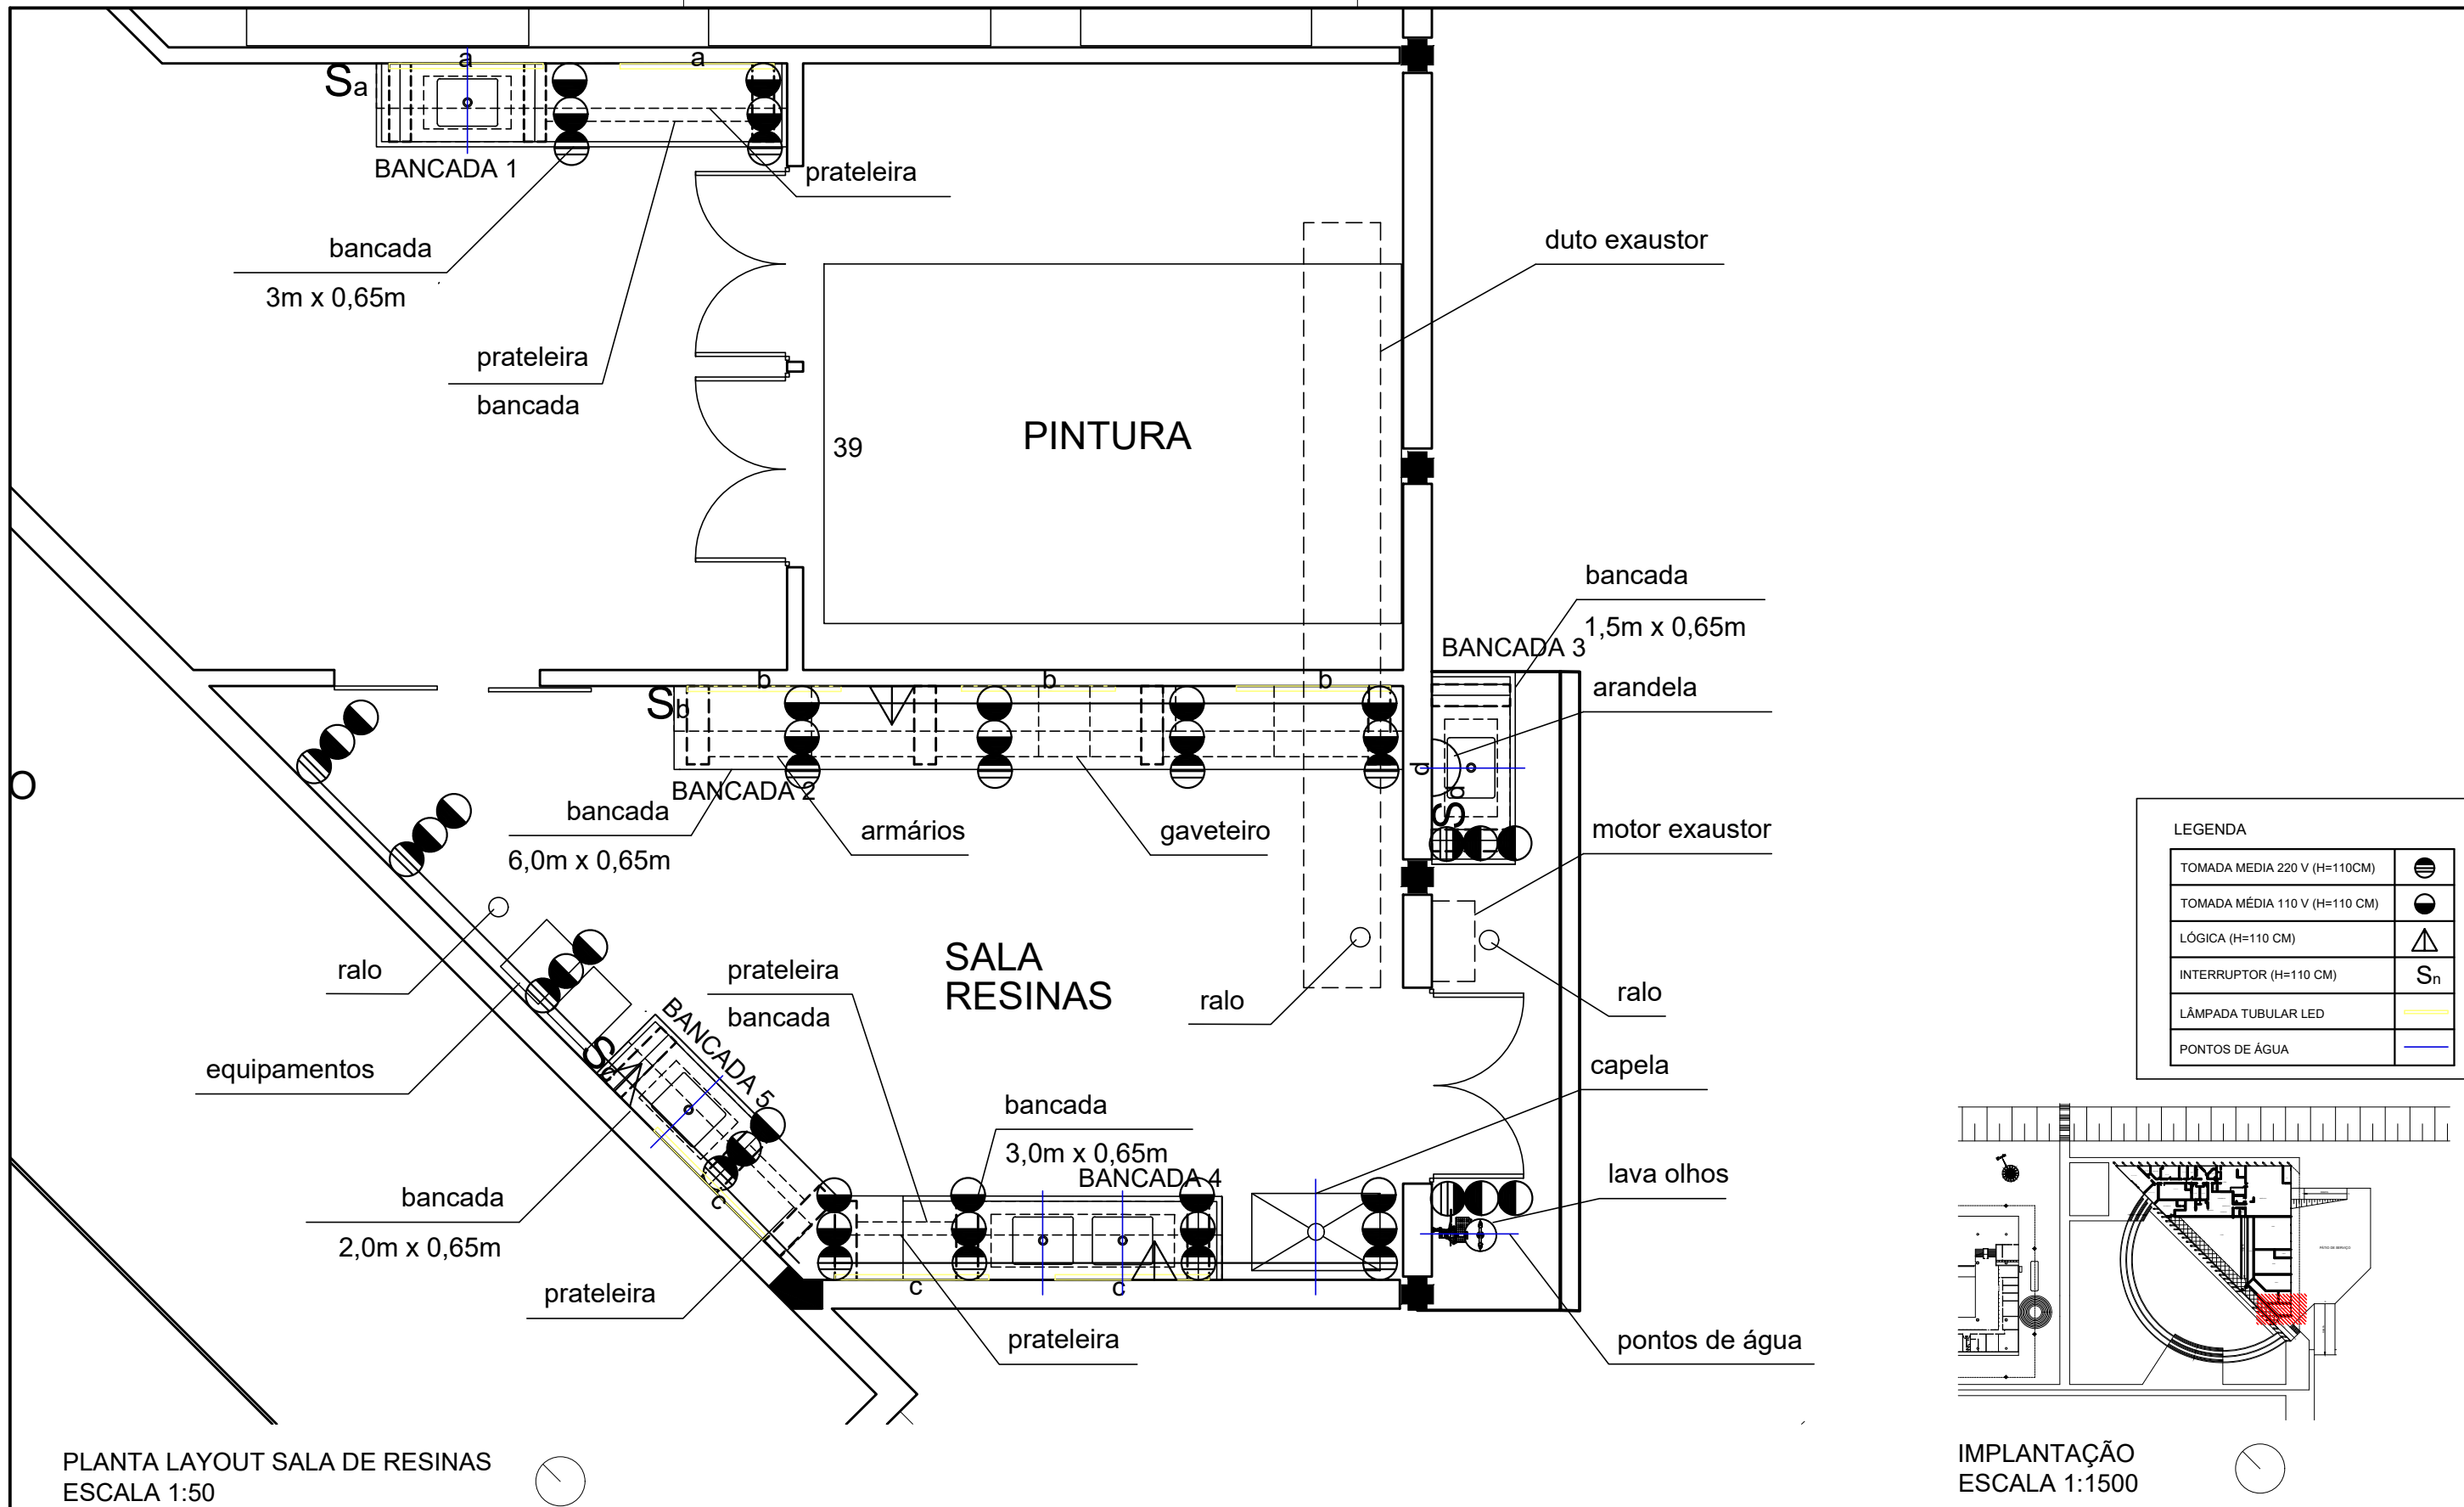 a
a
Sa
BANCADA 1
prateleira
bancada
3m x 0,65m
prateleira
bancada
duto exaustor
PINTURA
39
bancada
1,5m x 0,65m
BANCADA 3
arandela
b
b
b
Sb
BANCADA 2
bancada
6,0m x 0,65m
armários
gaveteiro
d
Sd
motor exaustor
O
ralo
SALA
RESINAS
prateleira
bancada
ralo
ralo
equipamentos
Sc
BANCADA 5
capela
bancada
3,0m x 0,65m
BANCADA 4
lava olhos
bancada
2,0m x 0,65m
c
prateleira
c
c
prateleira
pontos de água
LEGENDA
TOMADA MEDIA 220 V (H=110CM)
TOMADA MÉDIA 110 V (H=110 CM)
LÓGICA (H=110 CM)
INTERRUPTOR (H=110 CM)
Sn
LÂMPADA TUBULAR LED
PONTOS DE ÁGUA
PLANTA LAYOUT SALA DE RESINAS
ESCALA 1:50
IMPLANTAÇÃO
ESCALA 1:1500